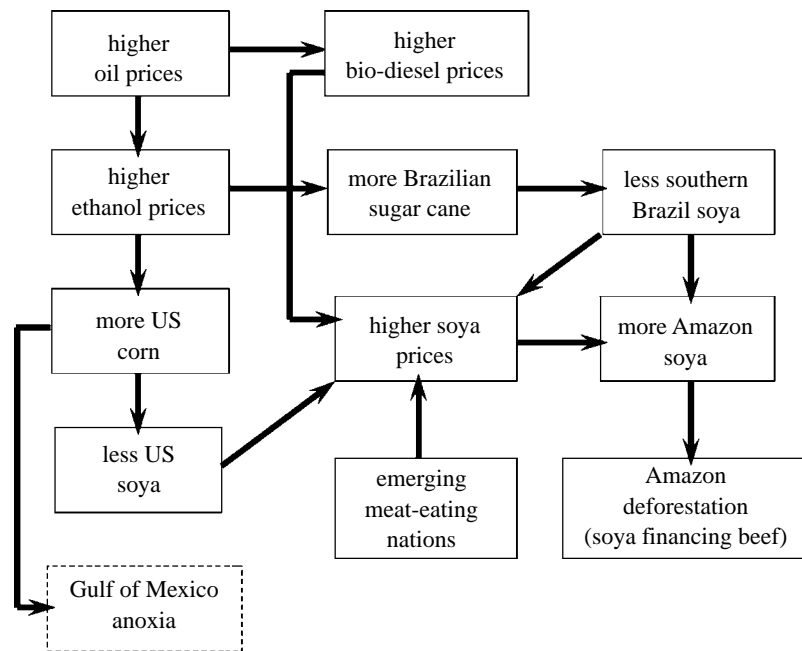 higher
oil prices
higher
bio-diesel prices
higher
ethanol prices
more Brazilian
sugar cane
less southern
Brazil soya
more US
corn
higher soya
prices
more Amazon
soya
less US
soya
emerging
meat-eating
nations
Amazon
deforestation
(soya financing beef)
Gulf of Mexico
anoxia